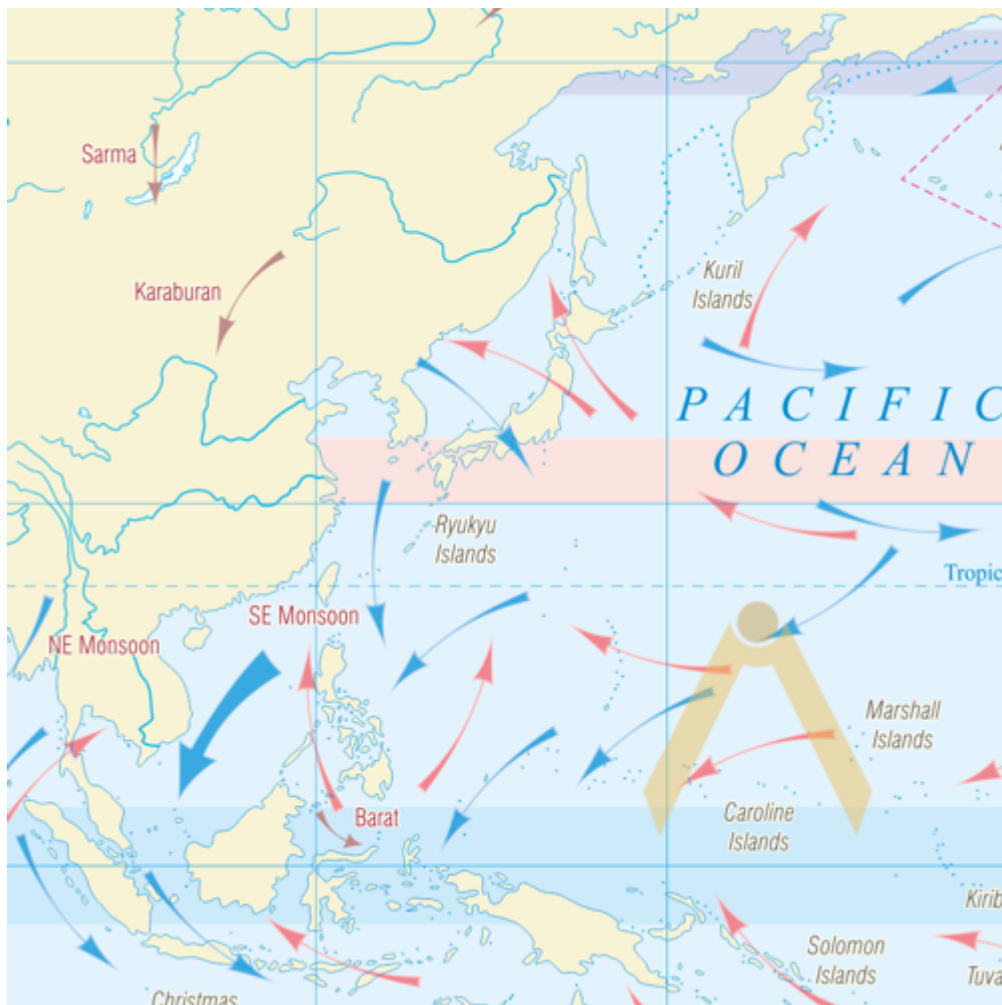 Sarma
Karaburan
Kuril
Islands
PACIFIC
OCEAN
Ryukyu
Islands
Tropic
SE Monsoon
NE Monsoon
Marshall
Islands
Barat
Caroline
Islands
Kirib
Solomon
Islands
Tuva
Christmas